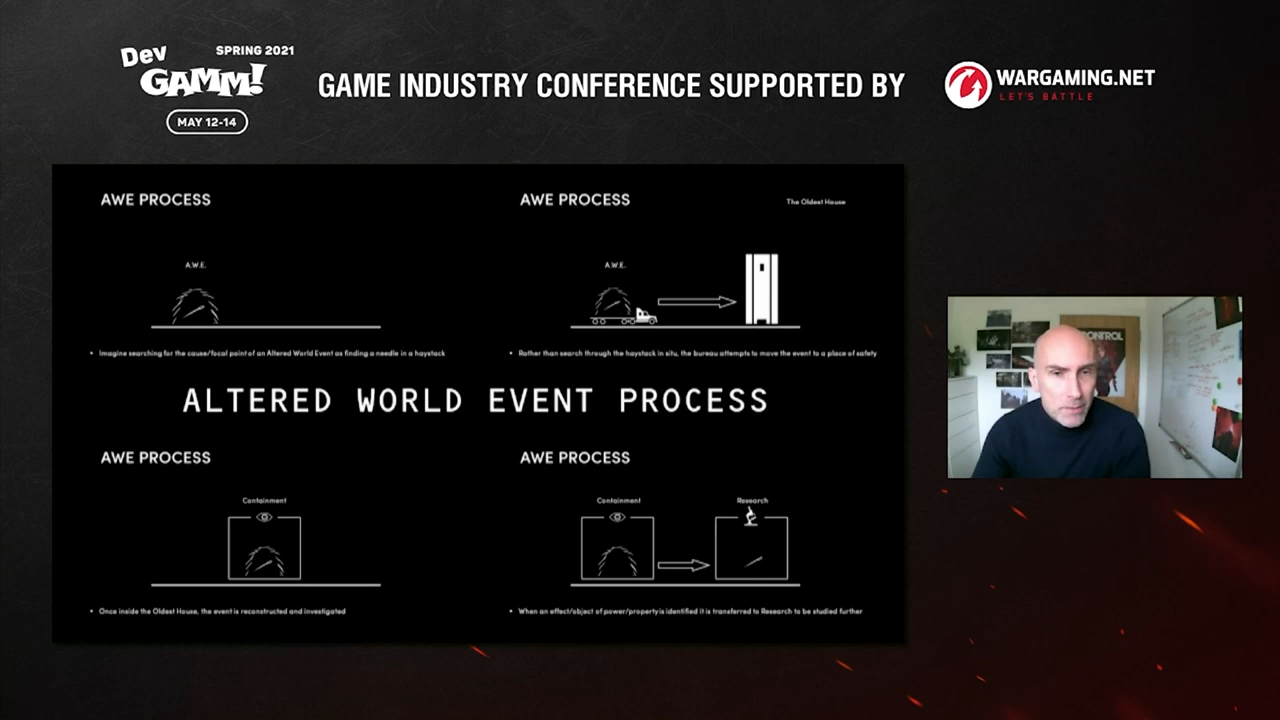 Dev
GAMM!
SPRING 2021
MAY 12-14
GAME INDUSTRY CONFERENCE SUPPORTED BY
WARGAMING.NET
LET'S BATTLE
AWE PROCESS
A.W.E.
• Imagine searching for the cause/focal point of an Altered World Event as finding a needle in a haystack
AWE PROCESS
The Oldest House
A.W.E.
• Rather than search through the haystack in situ, the bureau attempts to move the event to a place of safety
ALTERED WORLD EVENT PROCESS
AWE PROCESS
Containment
• Once inside the Oldest House, the event is reconstructed and investigated
AWE PROCESS
Containment
Research
• When an effect/object of power/property is identified it is transferred to Research to be studied further
CONTROL